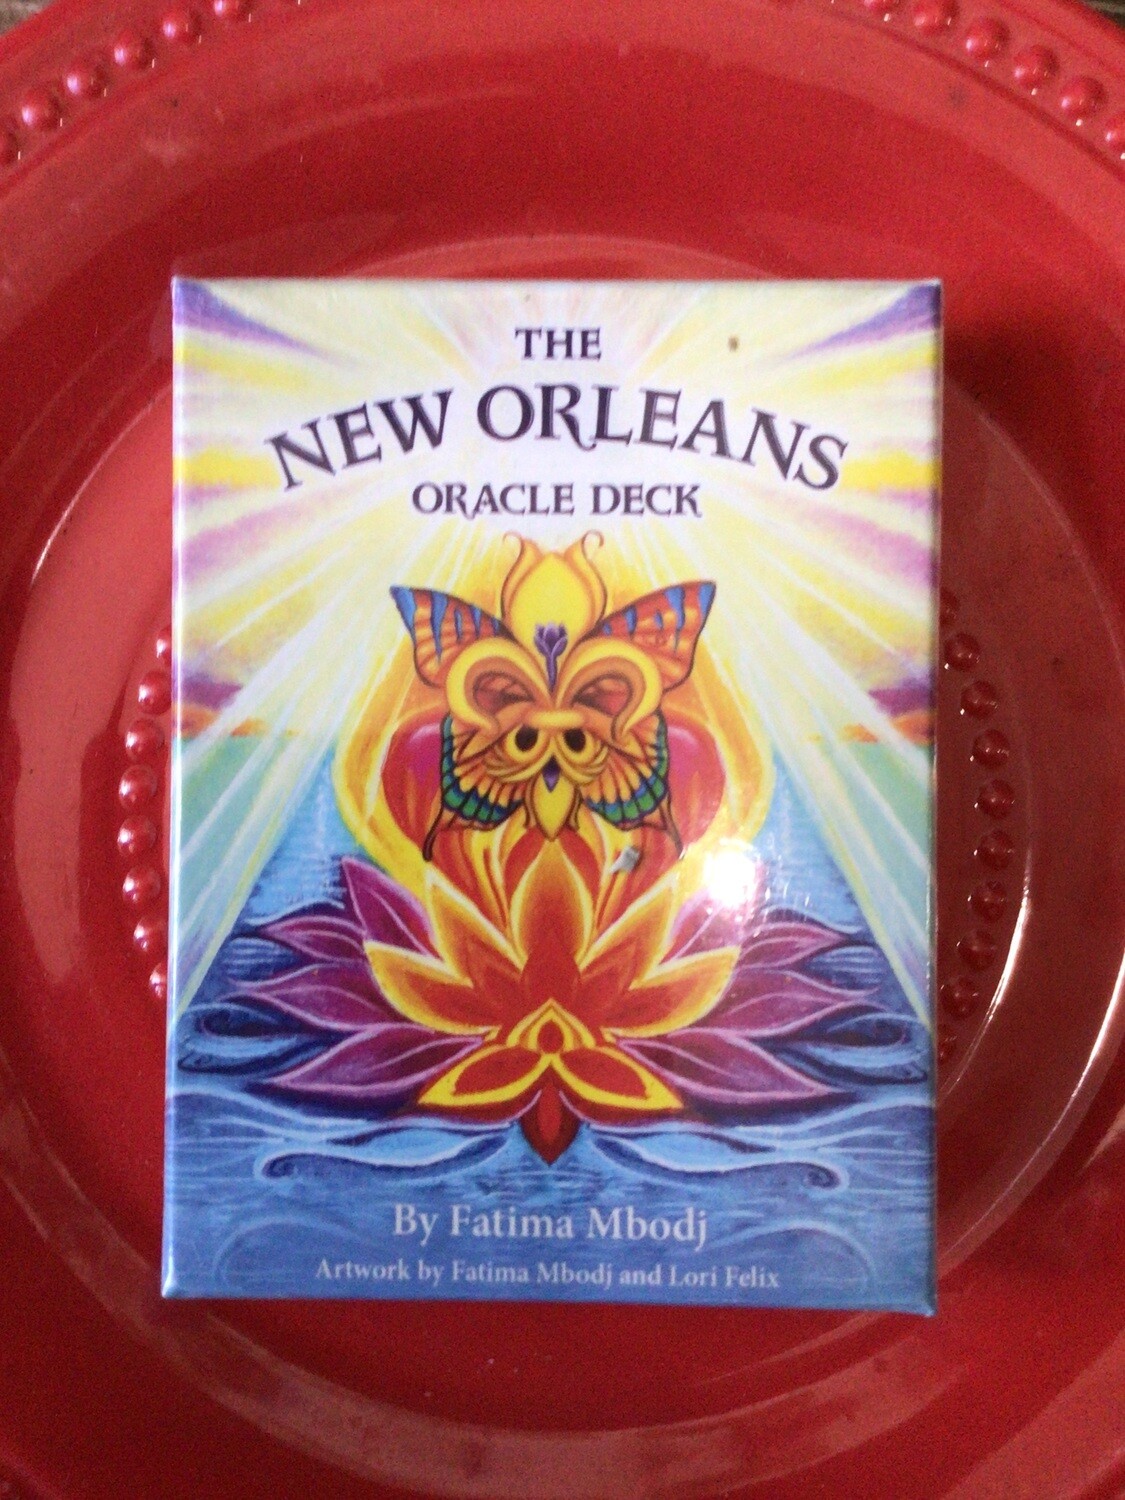 THE
NEW ORLEANS
ORACLE DECK
By Fatima Mbodj
Artwork by Fatima Mbodj and Lori Felix